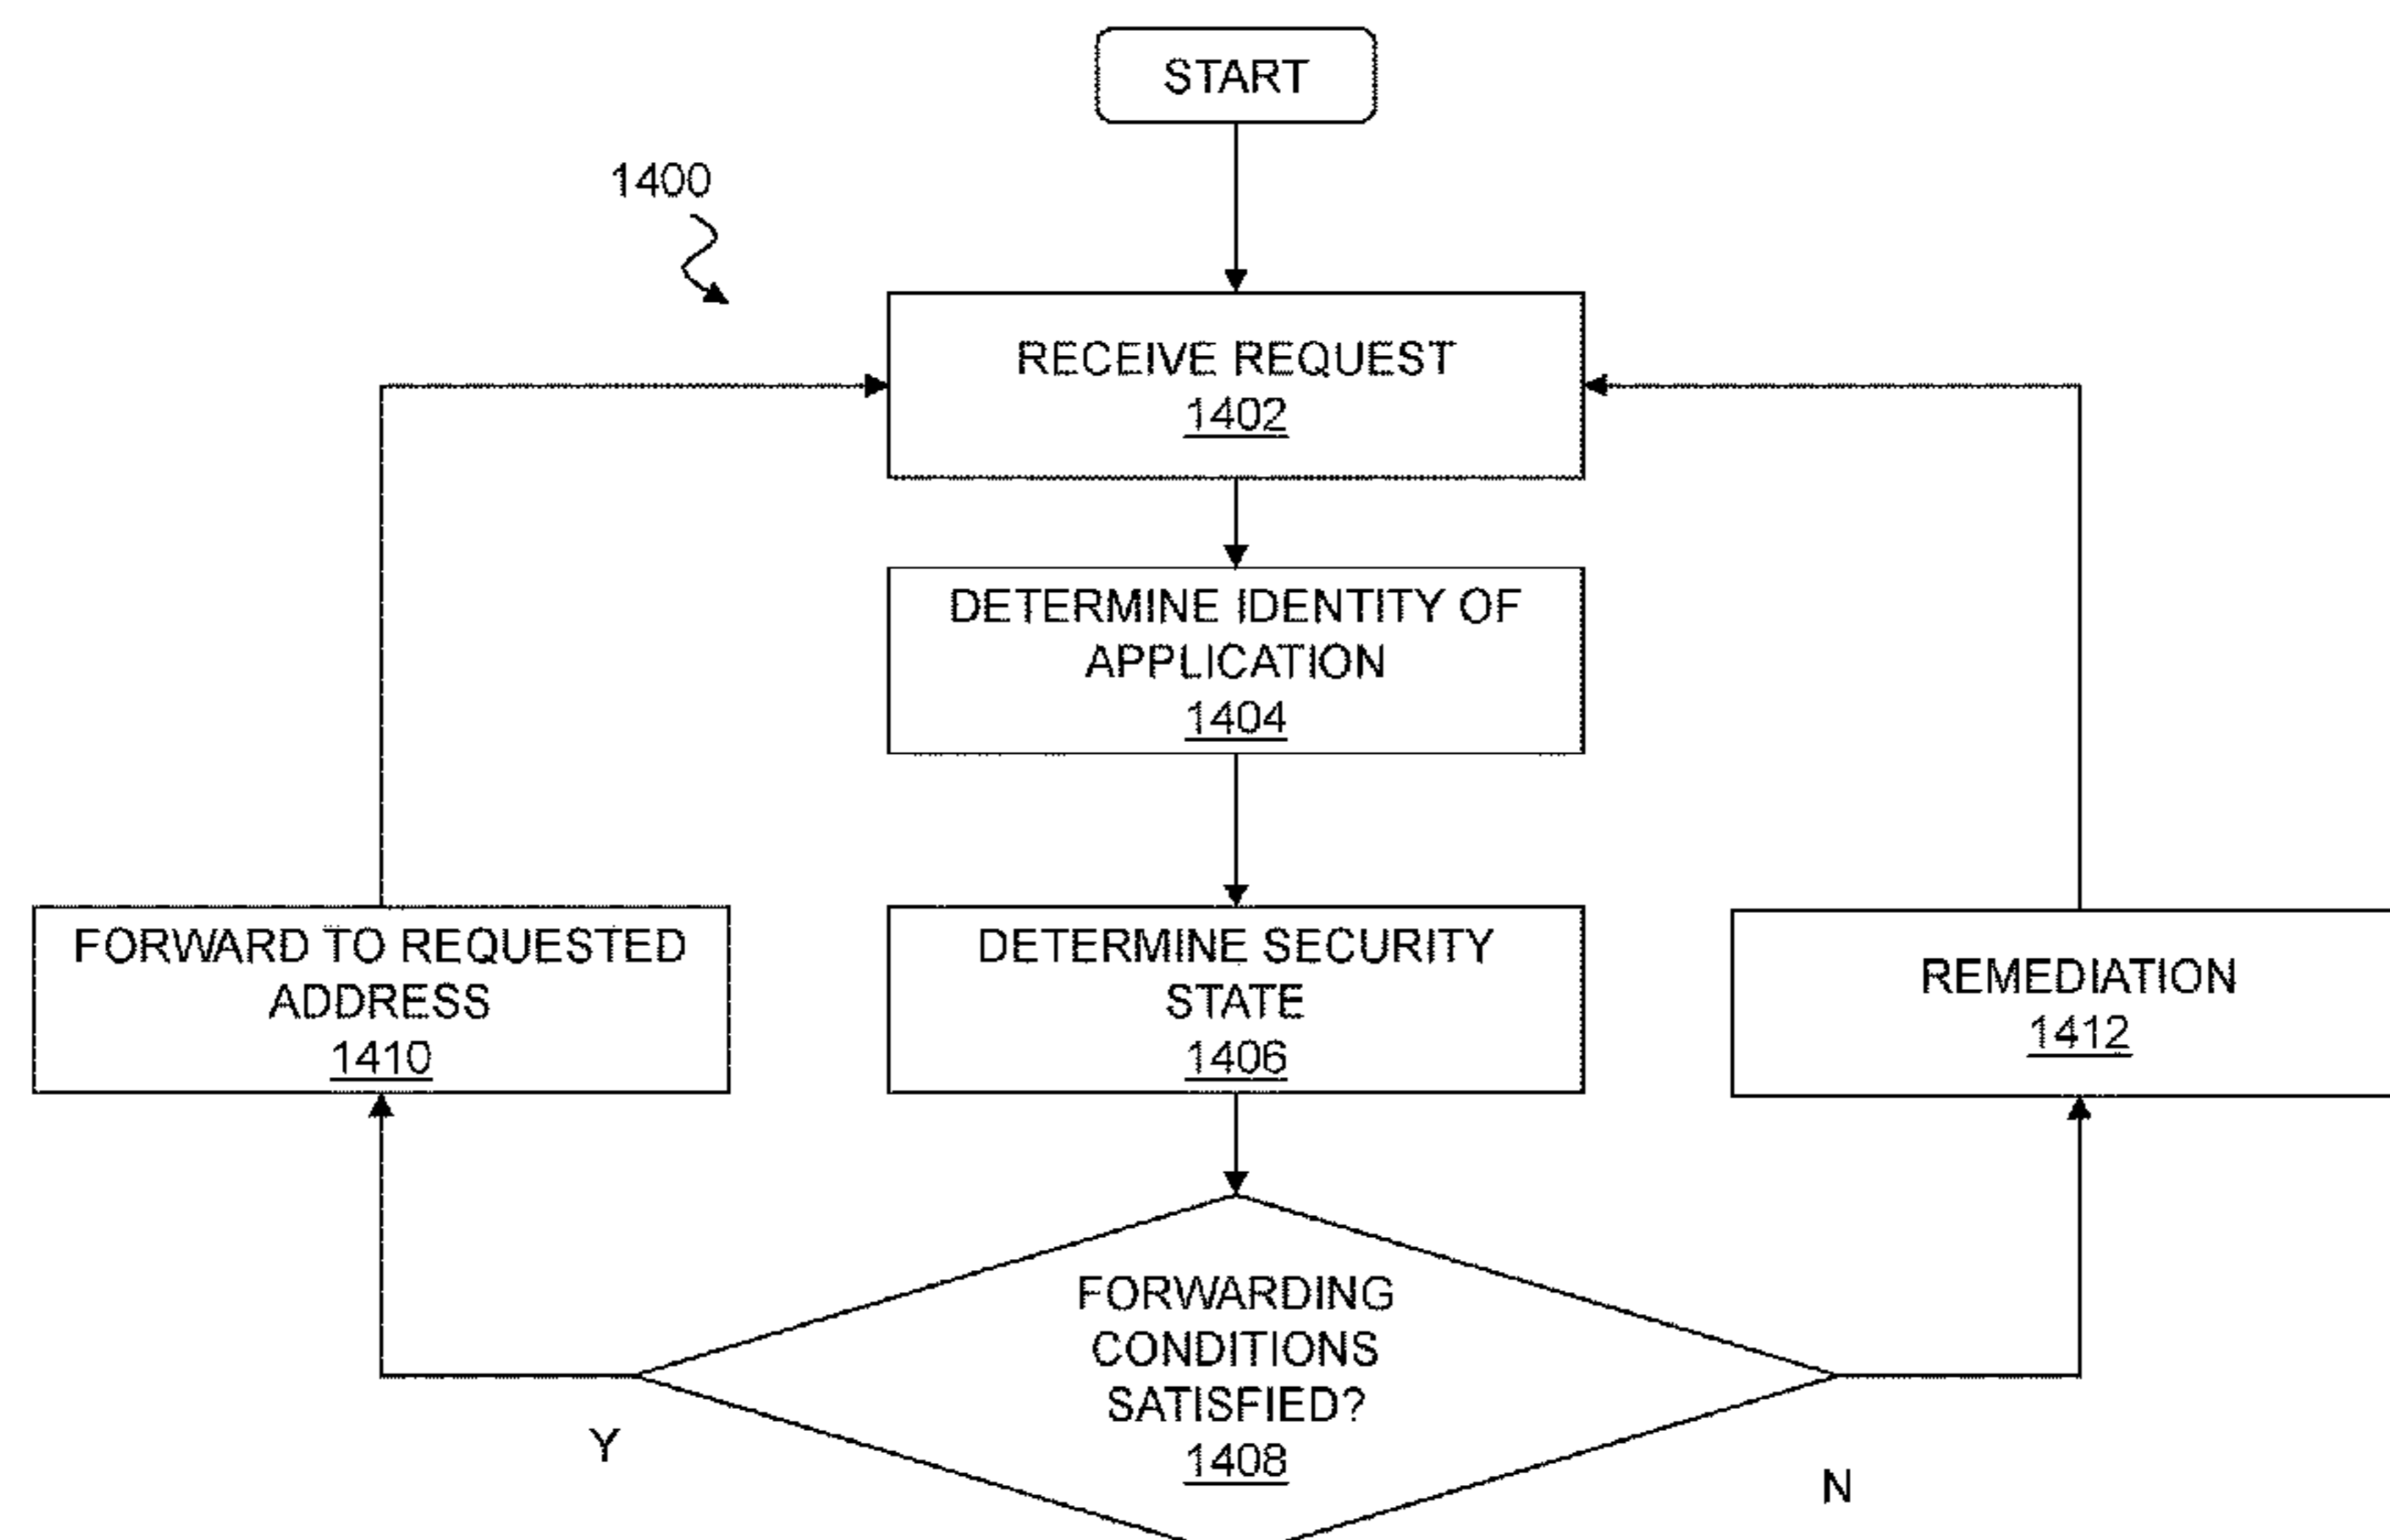 START
1400
RECEIVE REQUEST
1402
DETERMINE IDENTITY OF
APPLICATION
1404
FORWARD TO REQUESTED
ADDRESS
1410
DETERMINE SECURITY
STATE
1406
REMEDIATION
1412
FORWARDING
CONDITIONS
SATISFIED?
1408
Y
N